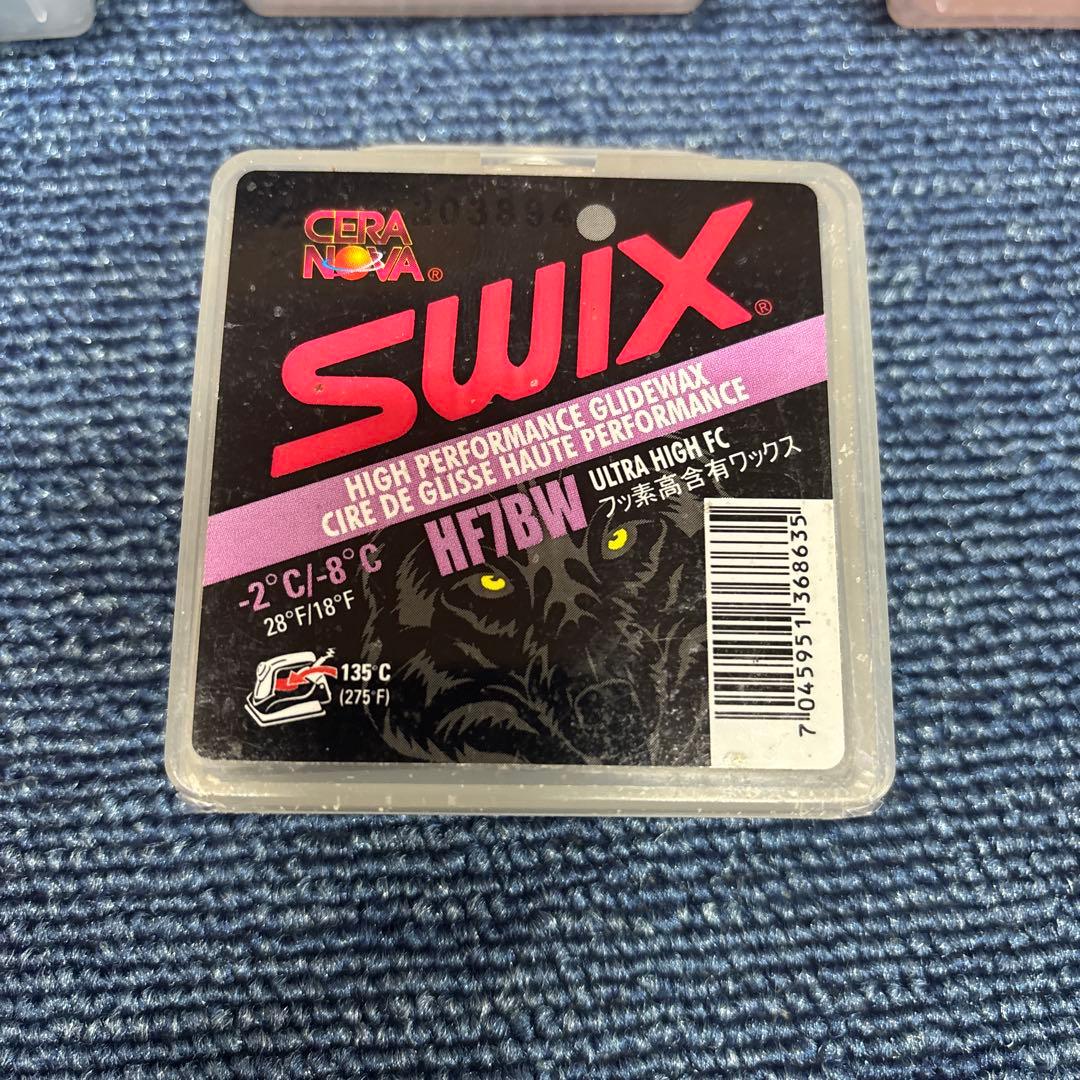 203894
CERA
NOVA®
SWIX®
HIGH PERFORMANCE GLIDEWAX
CIRE DE GLISSE HAUTE PERFORMANCE
HF7BW
ULTRA HIGH FC
フッ素高含有ワックス
-2°C/-8°C
28°F/18°F
135°C
(275°F)
7 045951 368635